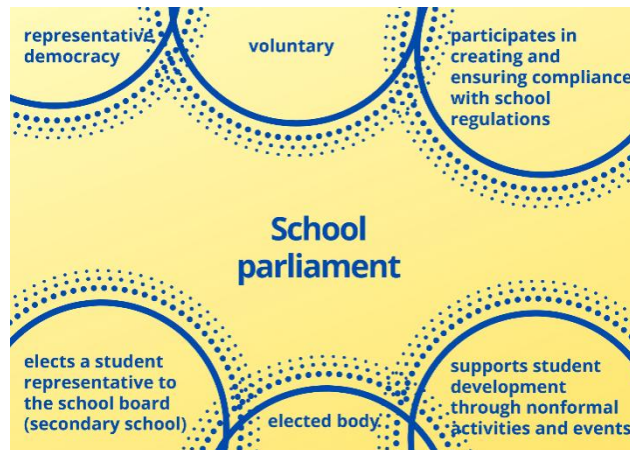 representative
democracy
voluntary
participates in
creating and
ensuring compliance
with school
regulations
School
parliament
elects a student
representative to
the school board
(secondary school)
elected body
supports student
development
through nonformal
activities and events